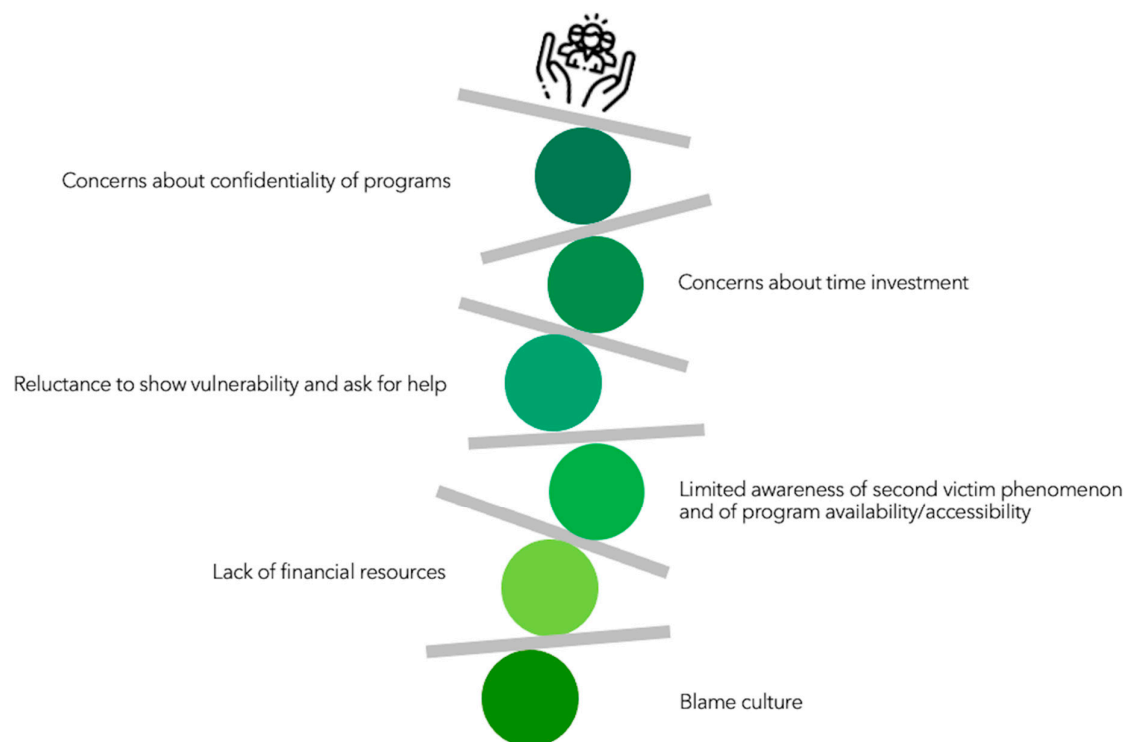 Concerns about confidentiality of programs
Concerns about time investment
Reluctance to show vulnerability and ask for help
Limited awareness of second victim phenomenon
and of program availability/accessibility
Lack of financial resources
Blame culture